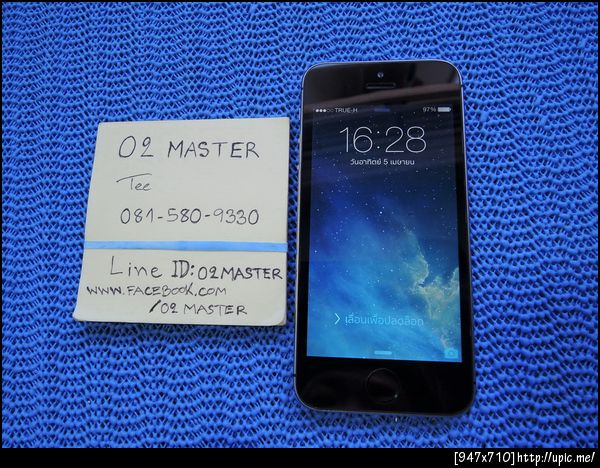 O2 MASTER
Tee
081-580-9330
Line ID: O2MASTER
WWW.FACEBOOK.COM
/O2 MASTER
TRUE-H 97%
16:28
วันอาทิตย์ 5 เมษายน
> เลื่อนเพื่อปลดล็อก
[947x710]http://upic.me/